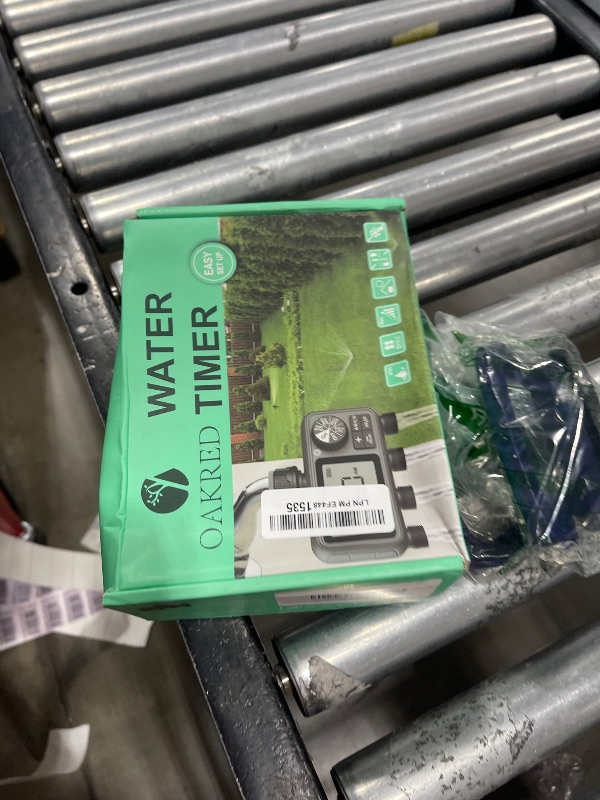 EASY
SET UP
WATER
TIMER
OAKRED
LPN PM EF448 1535